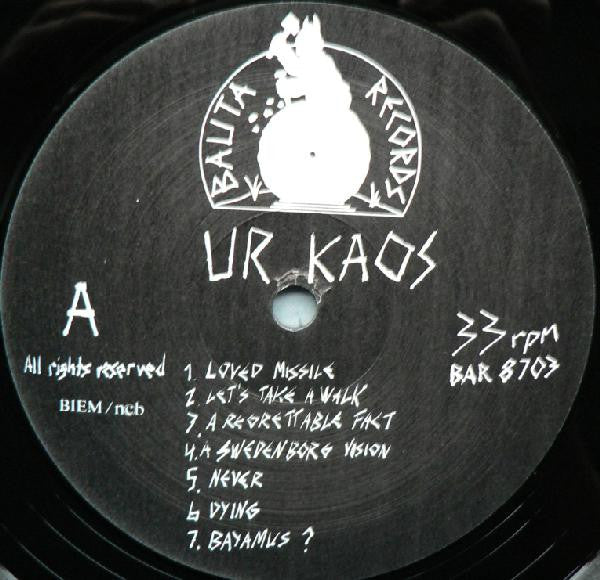 BAUTA RECORDS
UR KAOS
A
33 rpm
All rights reserved
BAR 8703
BIEM/ncb
1. LOVED MISSILE
2. LET'S TAKE A WALK
3. A REGRETTABLE FACT
4. A SWEDENBORG VISION
5. NEVER
6 DYING
7. BAYAMUS ?